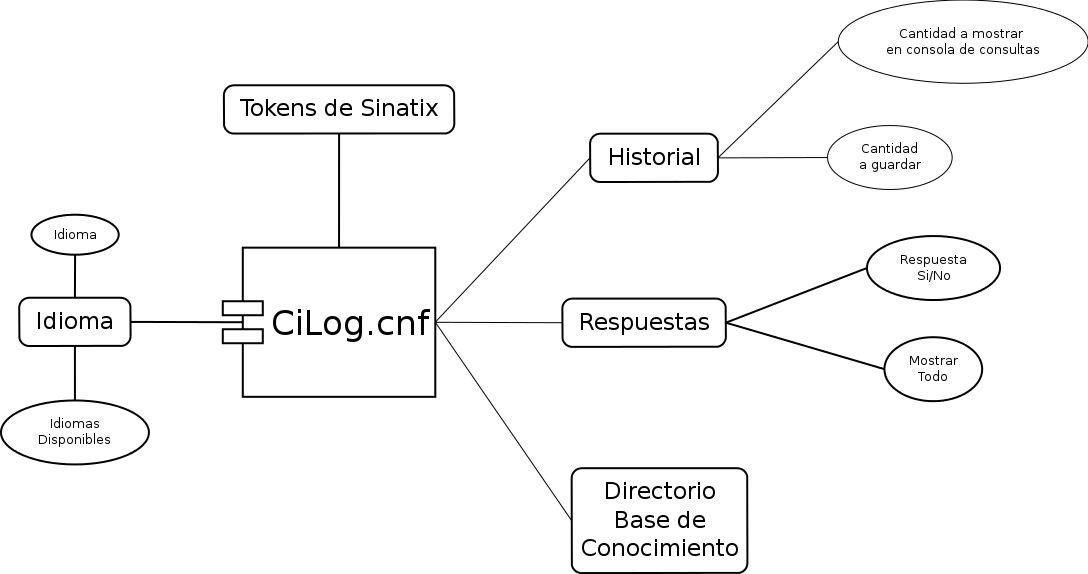 Cantidad a mostrar
en consola de consultas
Tokens de Sinatix
Historial
Cantidad
a guardar
Idioma
Respuesta
Si/No
Idioma
CiLog.cnf
Respuestas
Mostrar
Todo
Idiomas
Disponibles
Directorio
Base de
Conocimiento